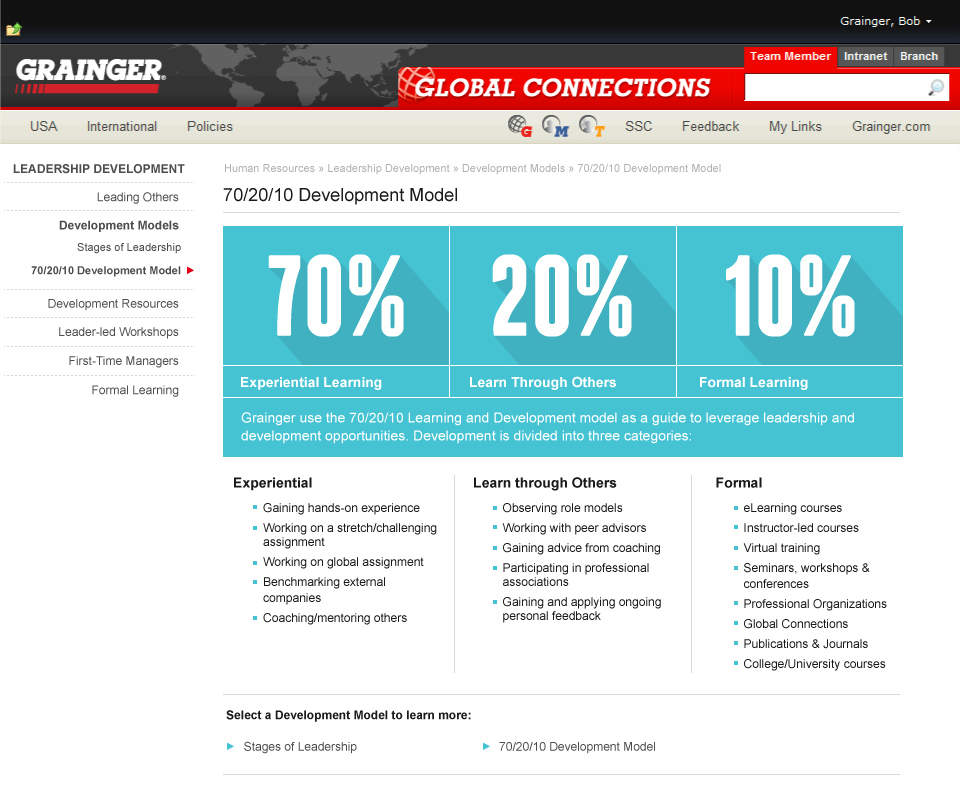 Grainger, Bob
GRAINGER®
GLOBAL CONNECTIONS
Team Member Intranet Branch
USA International Policies G M T SSC Feedback My Links Grainger.com
LEADERSHIP DEVELOPMENT
Leading Others
Development Models
Stages of Leadership
70/20/10 Development Model
Development Resources
Leader-led Workshops
First-Time Managers
Formal Learning
Human Resources » Leadership Development » Development Models » 70/20/10 Development Model
70/20/10 Development Model
70% 20% 10%
Experiential Learning Learn Through Others Formal Learning
Grainger use the 70/20/10 Learning and Development model as a guide to leverage leadership and
development opportunities. Development is divided into three categories:
Experiential
Gaining hands-on experience
Working on a stretch/challenging
assignment
Working on global assignment
Benchmarking external
companies
Coaching/mentoring others
Learn through Others
Observing role models
Working with peer advisors
Gaining advice from coaching
Participating in professional
associations
Gaining and applying ongoing
personal feedback
Formal
eLearning courses
Instructor-led courses
Virtual training
Seminars, workshops &
conferences
Professional Organizations
Global Connections
Publications & Journals
College/University courses
Select a Development Model to learn more:
Stages of Leadership 70/20/10 Development Model